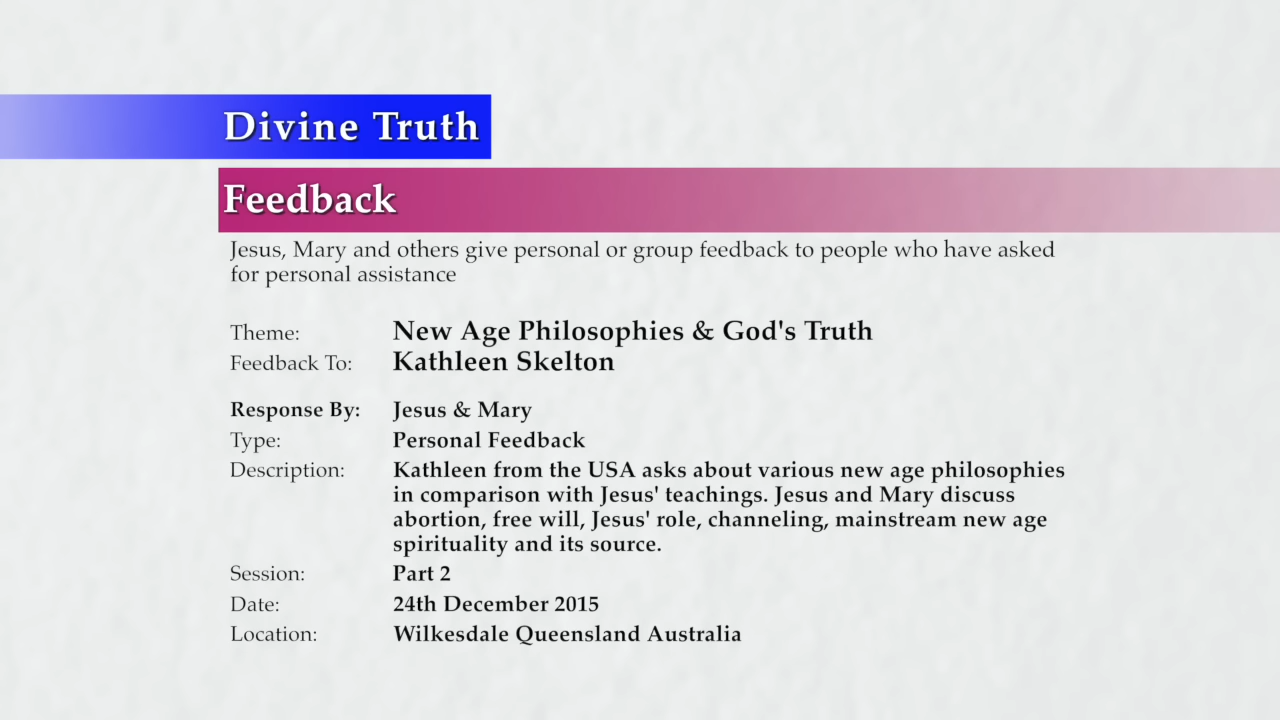 Divine Truth
Feedback
Jesus, Mary and others give personal or group feedback to people who have asked
for personal assistance
Theme: New Age Philosophies & God's Truth
Feedback To: Kathleen Skelton
Response By: Jesus & Mary
Type: Personal Feedback
Description: Kathleen from the USA asks about various new age philosophies
in comparison with Jesus' teachings. Jesus and Mary discuss
abortion, free will, Jesus' role, channeling, mainstream new age
spirituality and its source.
Session: Part 2
Date: 24th December 2015
Location: Wilkesdale Queensland Australia